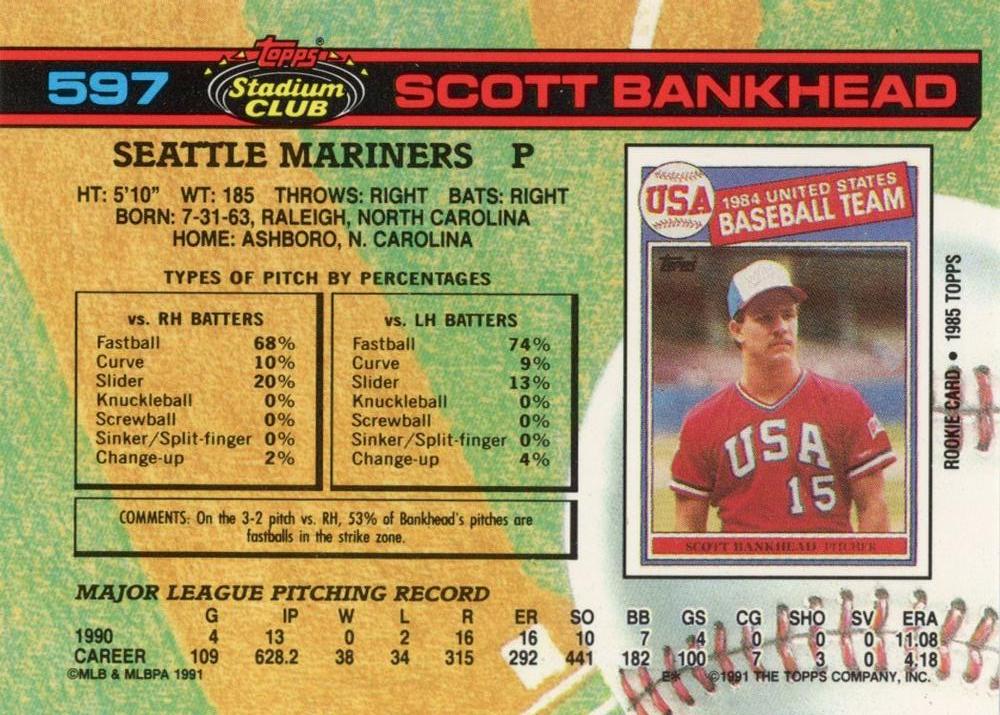 597 Topps® Stadium CLUB SCOTT BANKHEAD
SEATTLE MARINERS P
HT: 5'10" WT: 185 THROWS: RIGHT BATS: RIGHT
BORN: 7-31-63, RALEIGH, NORTH CAROLINA
HOME: ASHBORO, N. CAROLINA
TYPES OF PITCH BY PERCENTAGES
vs. RH BATTERS
Fastball 68%
Curve 10%
Slider 20%
Knuckleball 0%
Screwball 0%
Sinker/Split-finger 0%
Change-up 2%
vs. LH BATTERS
Fastball 74%
Curve 9%
Slider 13%
Knuckleball 0%
Screwball 0%
Sinker/Split-finger 0%
Change-up 4%
COMMENTS: On the 3-2 pitch vs. RH, 53% of Bankhead's pitches are
fastballs in the strike zone.
USA
1984 UNITED STATES
BASEBALL TEAM
Topps
USA
15
SCOTT BANKHEAD PITCHER
ROOKIE CARD • 1985 TOPPS
MAJOR LEAGUE PITCHING RECORD
G IP W L R ER SO BB GS CG SHO SV ERA
1990 4 13 0 2 16 16 10 7 4 0 0 0 11.08
CAREER 109 628.2 38 34 315 292 441 182 100 7 3 0 4.18
©MLB & MLBPA 1991 E* ©1991 THE TOPPS COMPANY, INC.